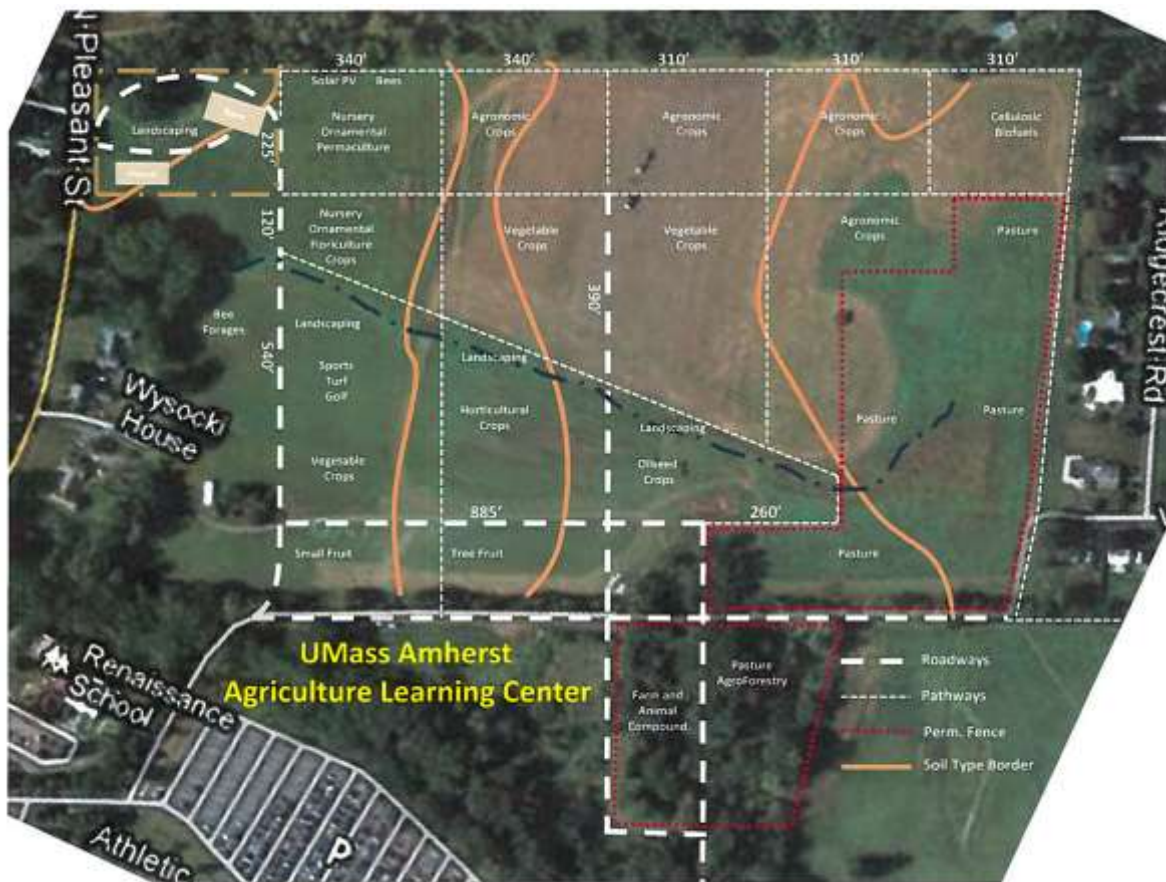 N Pleasant St
340'
340'
310'
310'
310'
Solar PV
Bees
Landscaping
225'
Nursery
Ornamental
Permaculture
Agronomic
Crops
Agronomic
Crops
Agronomic
Crops
Cellulosic
Biofuels
120'
Nursery
Ornamental
Floriculture
Crops
Vegetable
Crops
Vegetable
Crops
Agronomic
Crops
Pasture
Ridgecrest Rd
Bee
Forages
540'
390'
Landscaping
Landscaping
Landscaping
Sports
Turf
Golf
Horticultural
Crops
Pasture
Pasture
Wysocki
House
Vegetable
Crops
Oilseed
Crops
885'
260'
Small Fruit
Tree Fruit
Pasture
UMass Amherst
Agriculture Learning Center
Renaissance
School
Farm and
Animal
Compound
Pasture
AgroForestry
Roadways
Pathways
Perm. Fence
Soil Type Border
P
Athletic